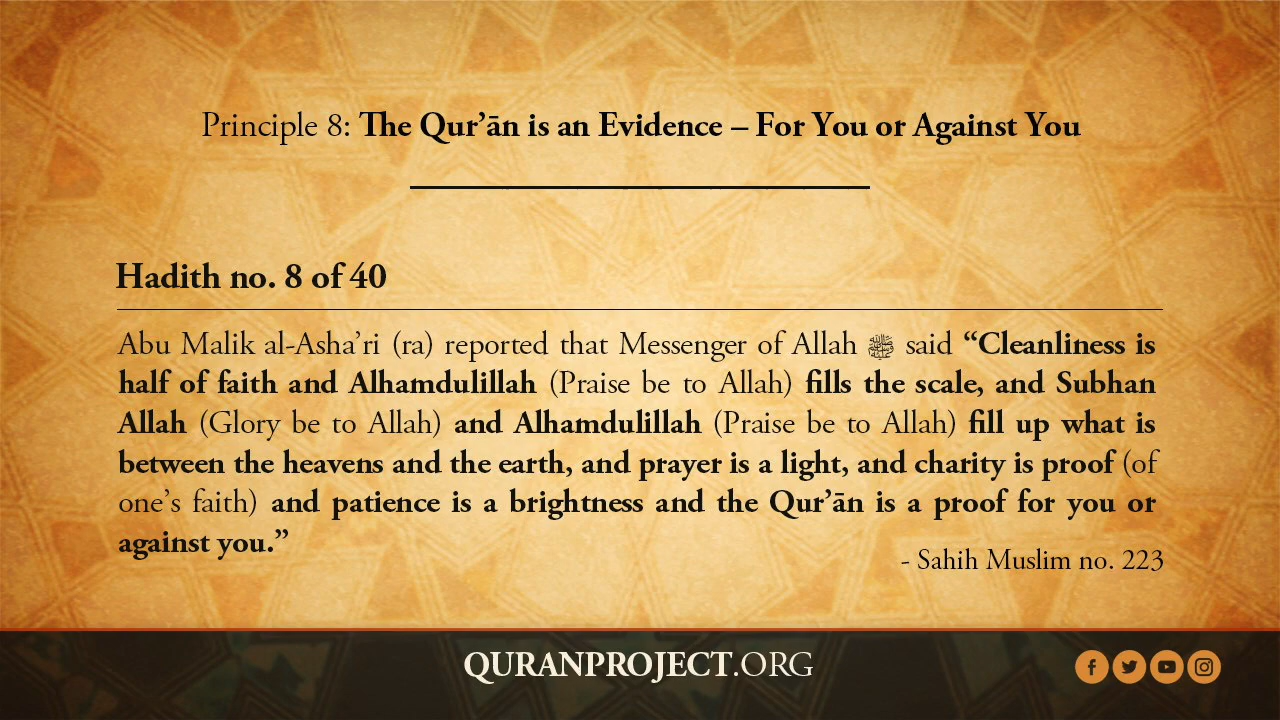 Principle 8: The Qur’ān is an Evidence – For You or Against You
Hadith no. 8 of 40
Abu Malik al-Asha’ri (ra) reported that Messenger of Allah ﷺ said “Cleanliness is
half of faith and Alhamdulillah (Praise be to Allah) fills the scale, and Subhan
Allah (Glory be to Allah) and Alhamdulillah (Praise be to Allah) fill up what is
between the heavens and the earth, and prayer is a light, and charity is proof (of
one’s faith) and patience is a brightness and the Qur’ān is a proof for you or
against you.”
- Sahih Muslim no. 223
QURANPROJECT.ORG